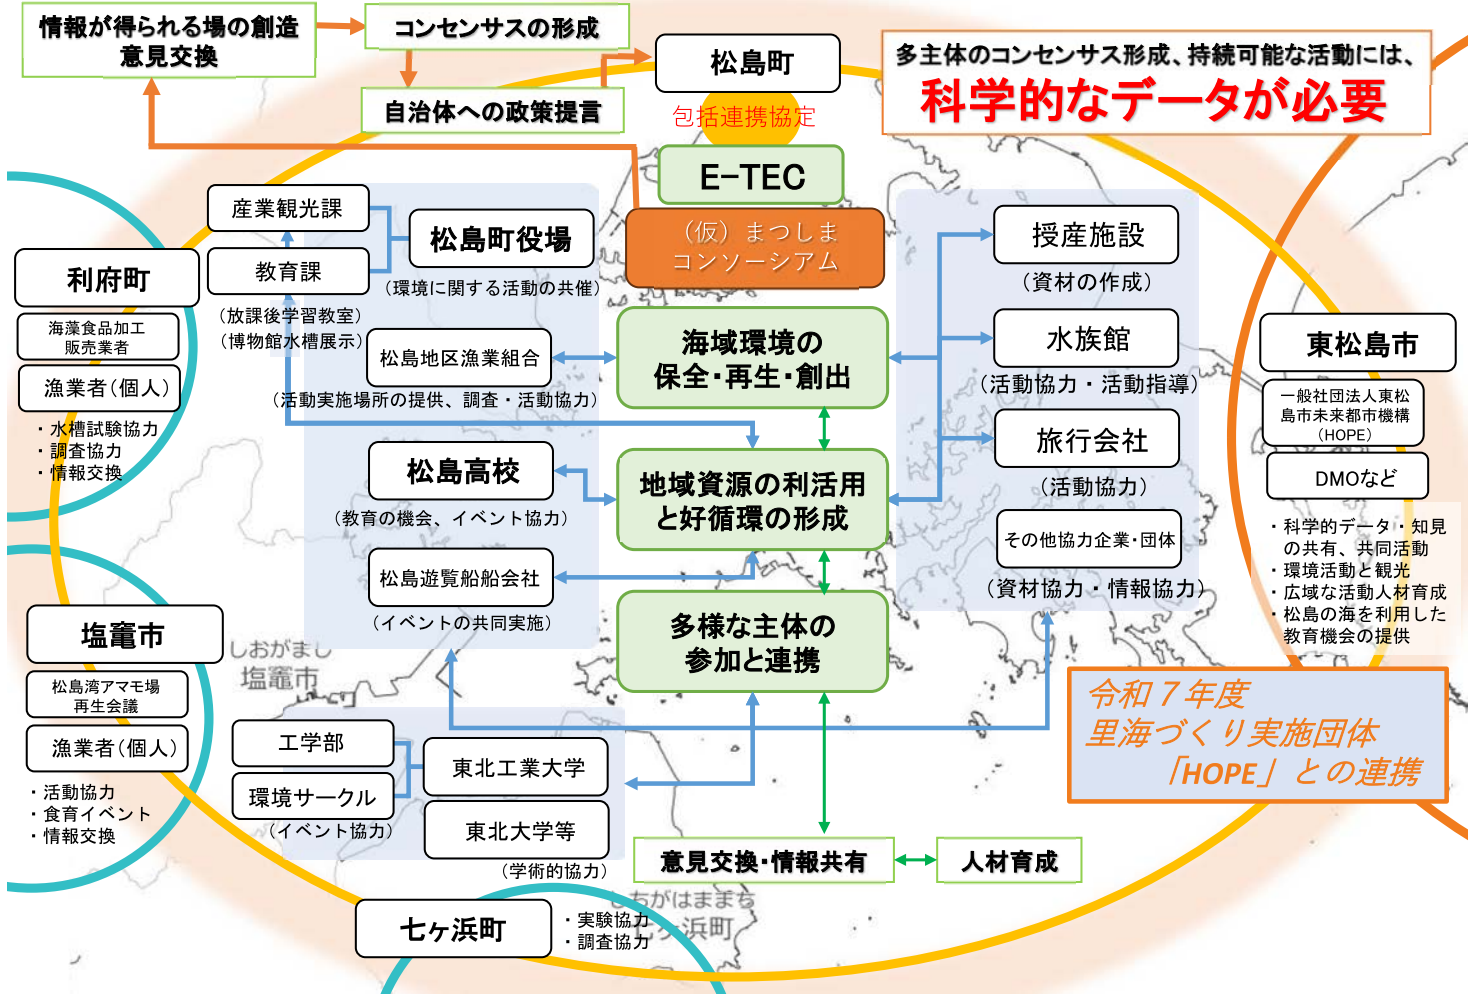 情報が得られる場の創造
意見交換
コンセンサスの形成
自治体への政策提言
松島町
包括連携協定
E-TEC
（仮）まつしま
コンソーシアム
多主体のコンセンサス形成、持続可能な活動には、
科学的なデータが必要
産業観光課
教育課
松島町役場
(環境に関する活動の共催)
(放課後学習教室)
(博物館水槽展示)
松島地区漁業組合
(活動実施場所の提供、調査・活動協力)
松島高校
(教育の機会、イベント協力)
松島遊覧船船会社
(イベントの共同実施)
海域環境の
保全・再生・創出
地域資源の利活用
と好循環の形成
多様な主体の
参加と連携
意見交換・情報共有
人材育成
授産施設
(資材の作成)
水族館
(活動協力・活動指導)
旅行会社
(活動協力)
その他協力企業・団体
(資材協力・情報協力)
利府町
海藻食品加工
販売業者
漁業者(個人)
・水槽試験協力
・調査協力
・情報交換
塩竈市
松島湾アマモ場
再生会議
漁業者(個人)
・活動協力
・食育イベント
・情報交換
しおがまし
塩竈市
工学部
環境サークル
(イベント協力)
東北工業大学
東北大学等
(学術的協力)
七ヶ浜町
・実験協力
・調査協力
しちがはままち
七ヶ浜町
東松島市
一般社団法人東松
島市未来都市機構
(HOPE)
DMOなど
・科学的データ・知見
の共有、共同活動
・環境活動と観光
・広域な活動人材育成
・松島の海を利用した
教育機会の提供
令和７年度
里海づくり実施団体
「HOPE」との連携